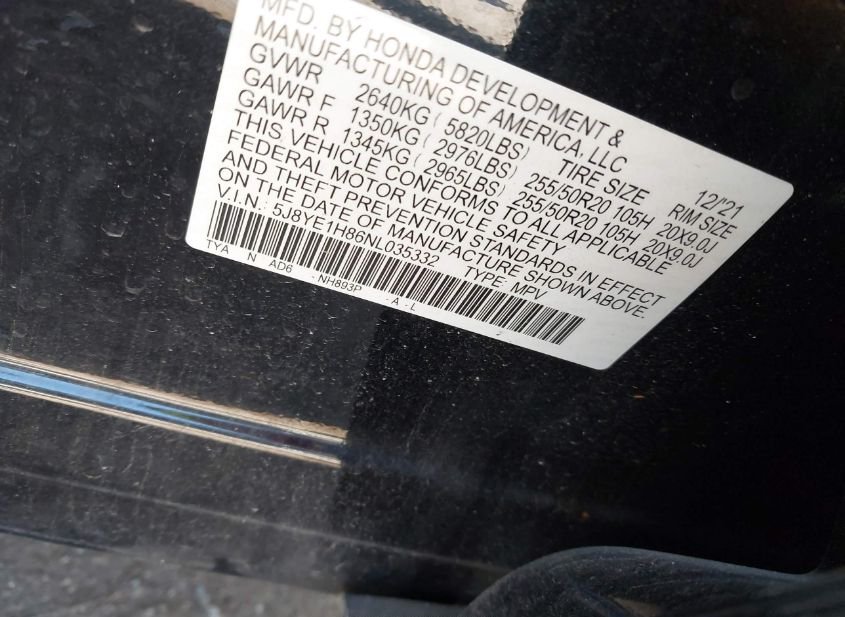 MFD. BY HONDA DEVELOPMENT &
MANUFACTURING OF AMERICA, LLC 12/'21
GVWR 2640KG ( 5820LBS) TIRE SIZE RIM SIZE
GAWR F 1350KG ( 2976LBS) 255/50R20 105H 20X9.0J
GAWR R 1345KG ( 2965LBS) 255/50R20 105H 20X9.0J
THIS VEHICLE CONFORMS TO ALL APPLICABLE
FEDERAL MOTOR VEHICLE SAFETY
AND THEFT PREVENTION STANDARDS IN EFFECT
ON THE DATE OF MANUFACTURE SHOWN ABOVE.
V.I.N. 5J8YE1H86NL035332 TYPE: MPV
TYA N AD6 - NH893P - A - L